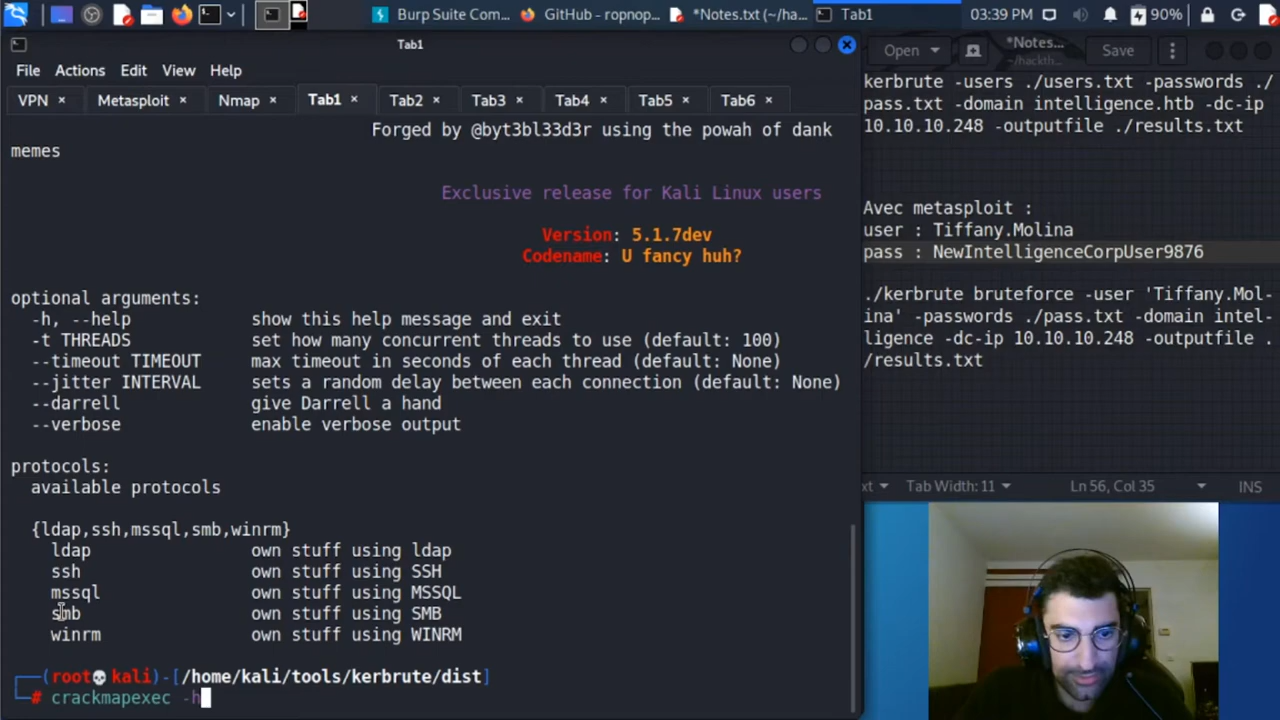 Burp Suite Com...
GitHub - ropnop...
*Notes.txt (~/ha...
Tab1
03:39 PM
90%
Tab1
File Actions Edit View Help
VPN × Metasploit × Nmap × Tab1 × Tab2 × Tab3 × Tab4 × Tab5 × Tab6 ×
Forged by @byt3bl33d3r using the powah of dank
memes
Exclusive release for Kali Linux users
Version: 5.1.7dev
Codename: U fancy huh?
optional arguments:
-h, --help show this help message and exit
-t THREADS set how many concurrent threads to use (default: 100)
--timeout TIMEOUT max timeout in seconds of each thread (default: None)
--jitter INTERVAL sets a random delay between each connection (default: None)
--darrell give Darrell a hand
--verbose enable verbose output
protocols:
available protocols
{ldap,ssh,mssql,smb,winrm}
ldap own stuff using ldap
ssh own stuff using SSH
mssql own stuff using MSSQL
smb own stuff using SMB
winrm own stuff using WINRM
(root💀kali)-[/home/kali/tools/kerbrute/dist]
# crackmapexec -h
Open
*Notes...
~/hackth...
Save
kerbrute -users ./users.txt -passwords ./
pass.txt -domain intelligence.htb -dc-ip
10.10.10.248 -outputfile ./results.txt
Avec metasploit :
user : Tiffany.Molina
pass : NewIntelligenceCorpUser9876
./kerbrute bruteforce -user 'Tiffany.Mol-
ina' -passwords ./pass.txt -domain intel-
ligence -dc-ip 10.10.10.248 -outputfile .
/results.txt
xt Tab Width: 11 Ln 56, Col 35 INS